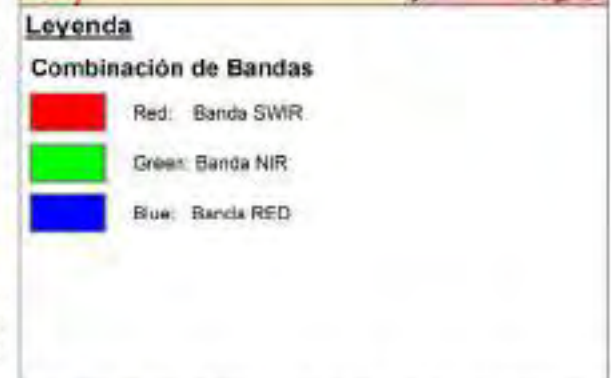 Leyenda
Combinación de Bandas
Red: Banda SWIR
Green: Banda NIR
Blue: Banda RED